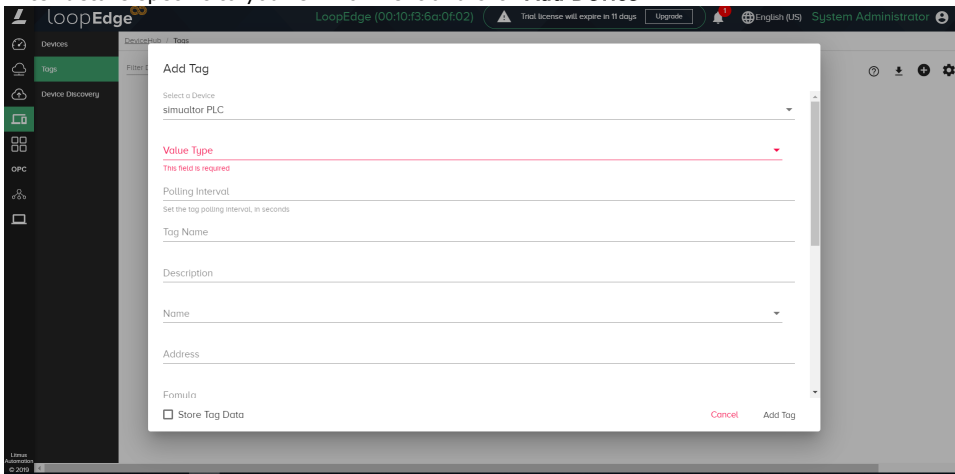 loopEdge
LoopEdge (00:10:f3:6a:0f:02)
Trial license will expire in 11 days
Upgrade
1
English (US)
System Administrator
Devices
DeviceHub / Tags
Tags
Filter
Device Discovery
OPC
Add Tag
Select a Device
simualtor PLC
Value Type
This field is required
Polling Interval
Set the tag polling interval, in seconds
Tag Name
Description
Name
Address
Fomula
Store Tag Data
Cancel
Add Tag
Litmus
Automation
© 2019